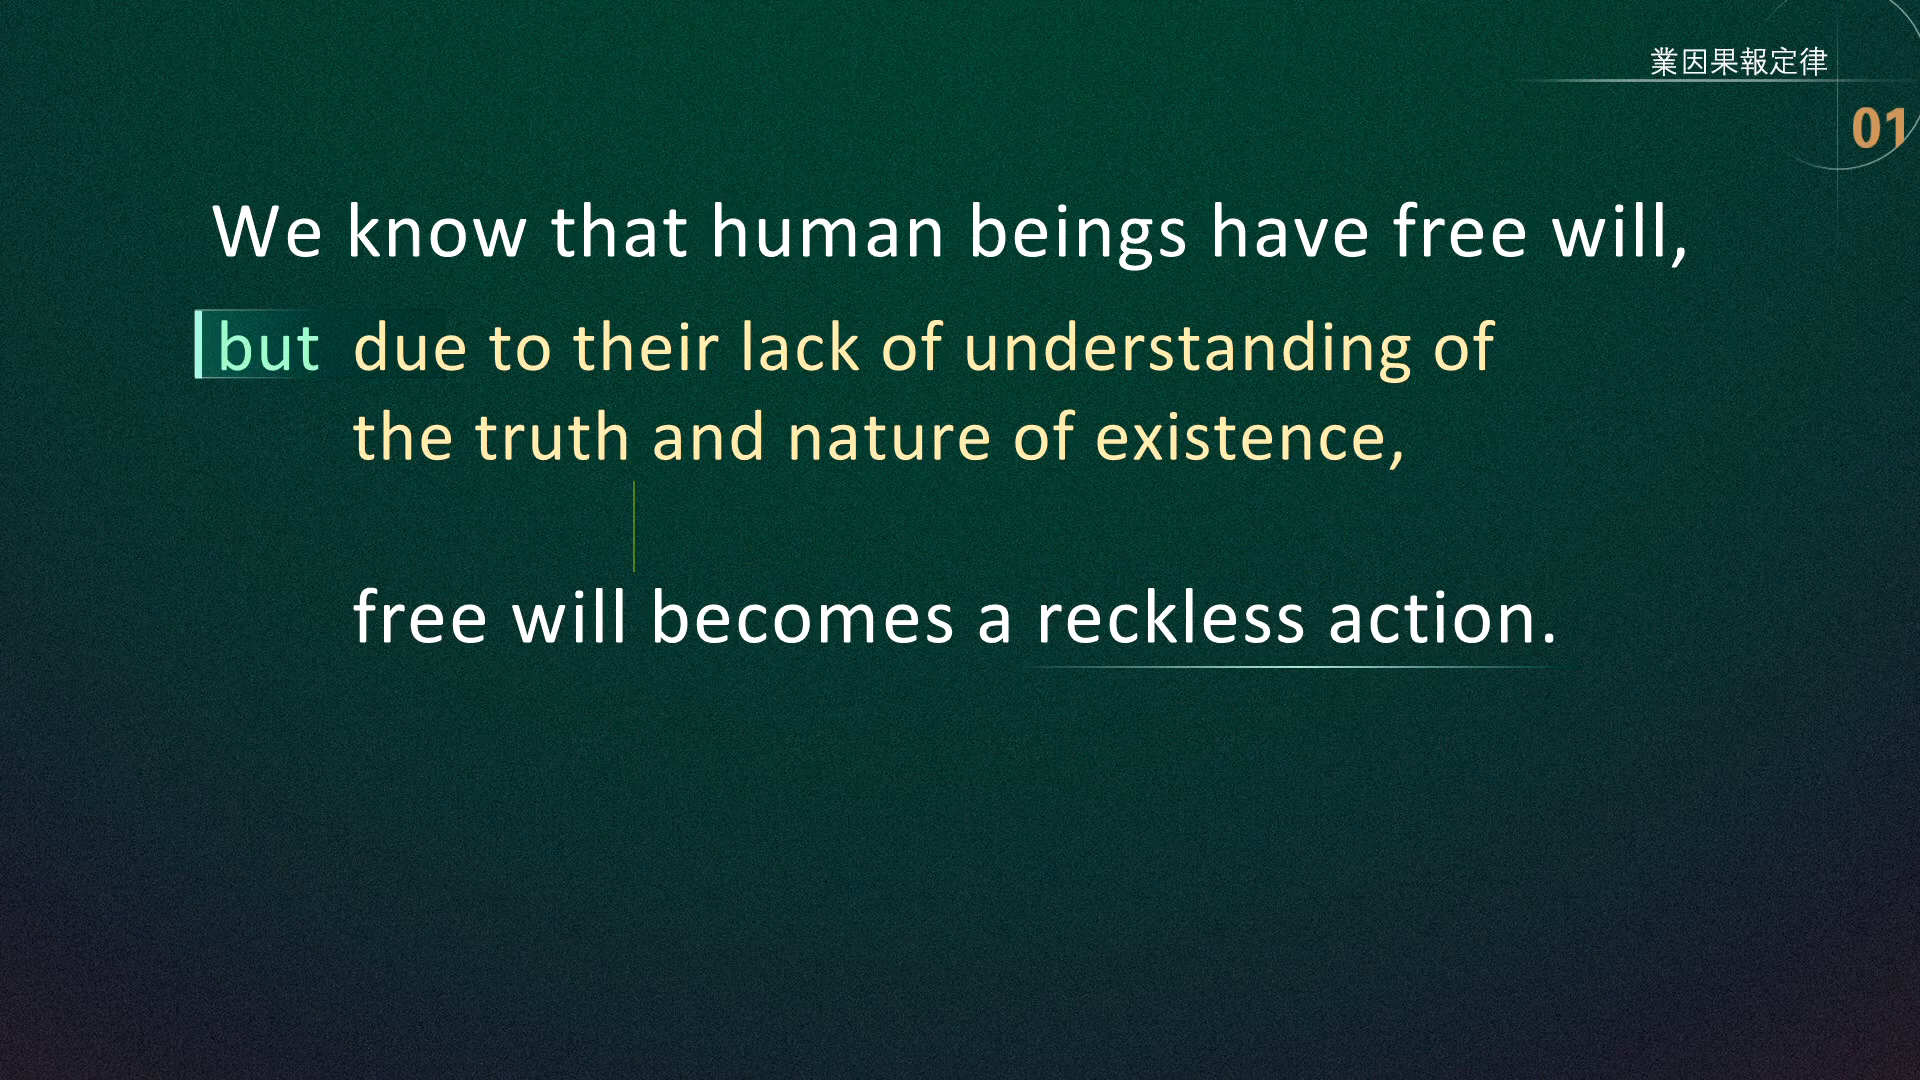 業因果報定律
01
We know that human beings have free will,
but due to their lack of understanding of
the truth and nature of existence,
free will becomes a reckless action.